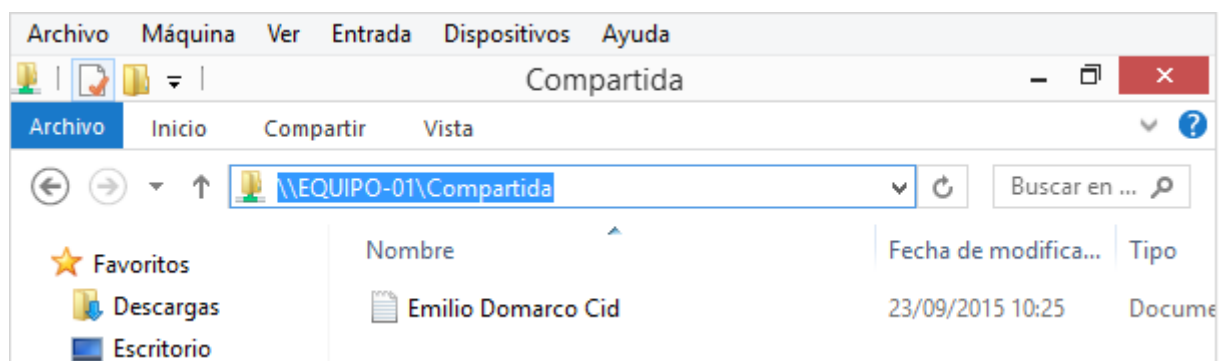 Archivo Máquina Ver Entrada Dispositivos Ayuda
Compartida
Archivo Inicio Compartir Vista
\\EQUIPO-01\Compartida Buscar en ...
Favoritos Nombre Fecha de modifica... Tipo
Descargas Emilio Domarco Cid 23/09/2015 10:25 Docume
Escritorio